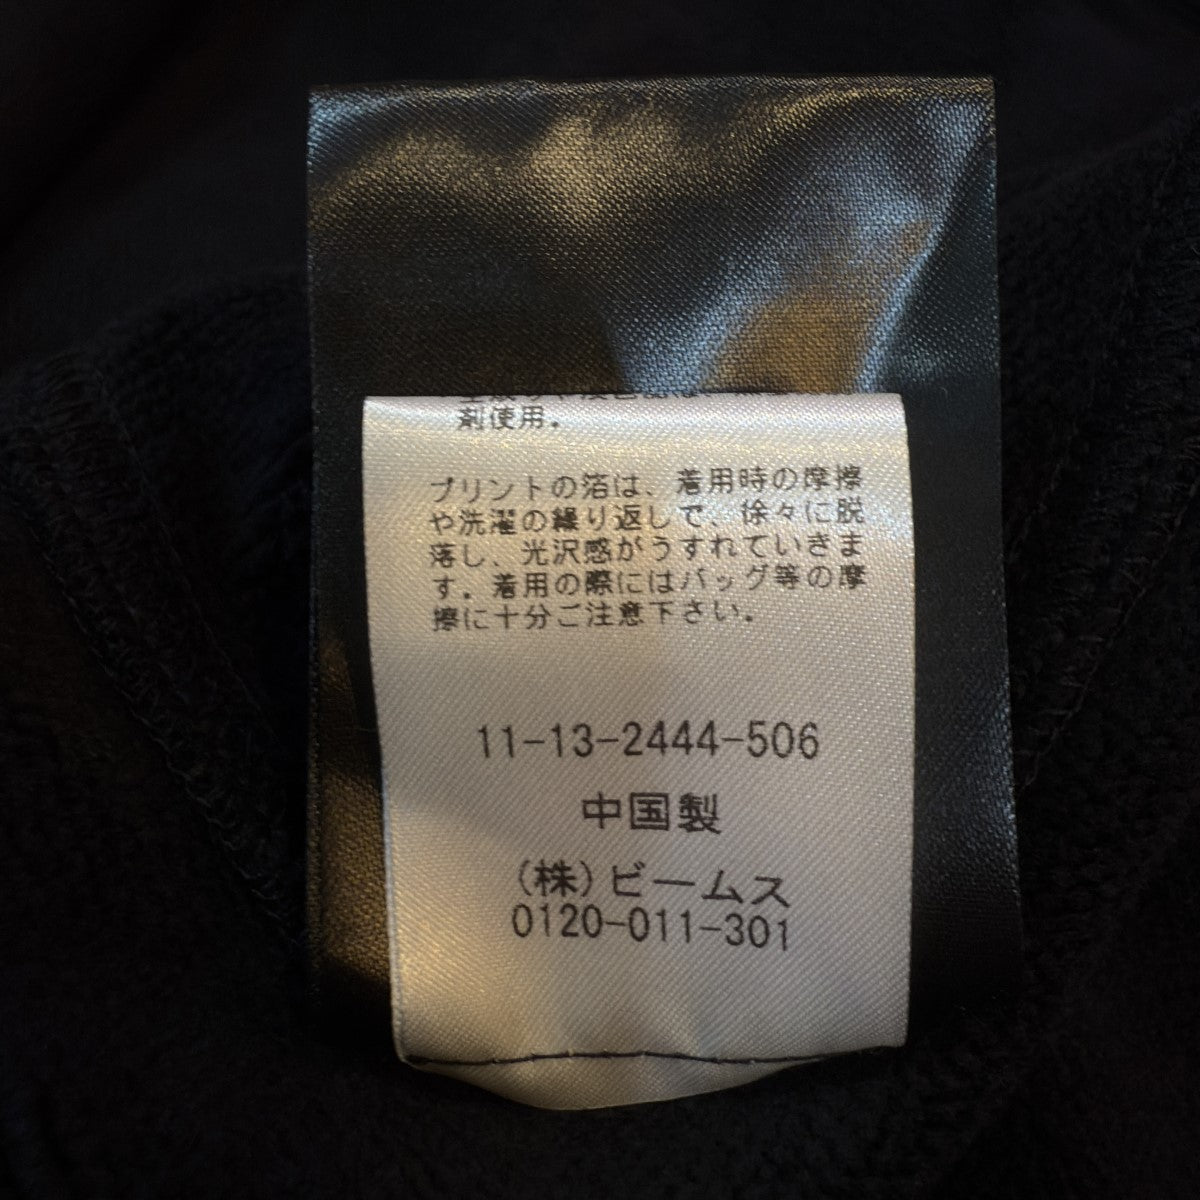 剤使用。
プリントの箔は、着用時の摩擦
や洗濯の繰り返しで、徐々に脱
落し、光沢感がうすれていきま
す。着用の際にはバッグ等の摩
擦に十分ご注意下さい。
11-13-2444-506
中国製
(株)ビームス
0120-011-301